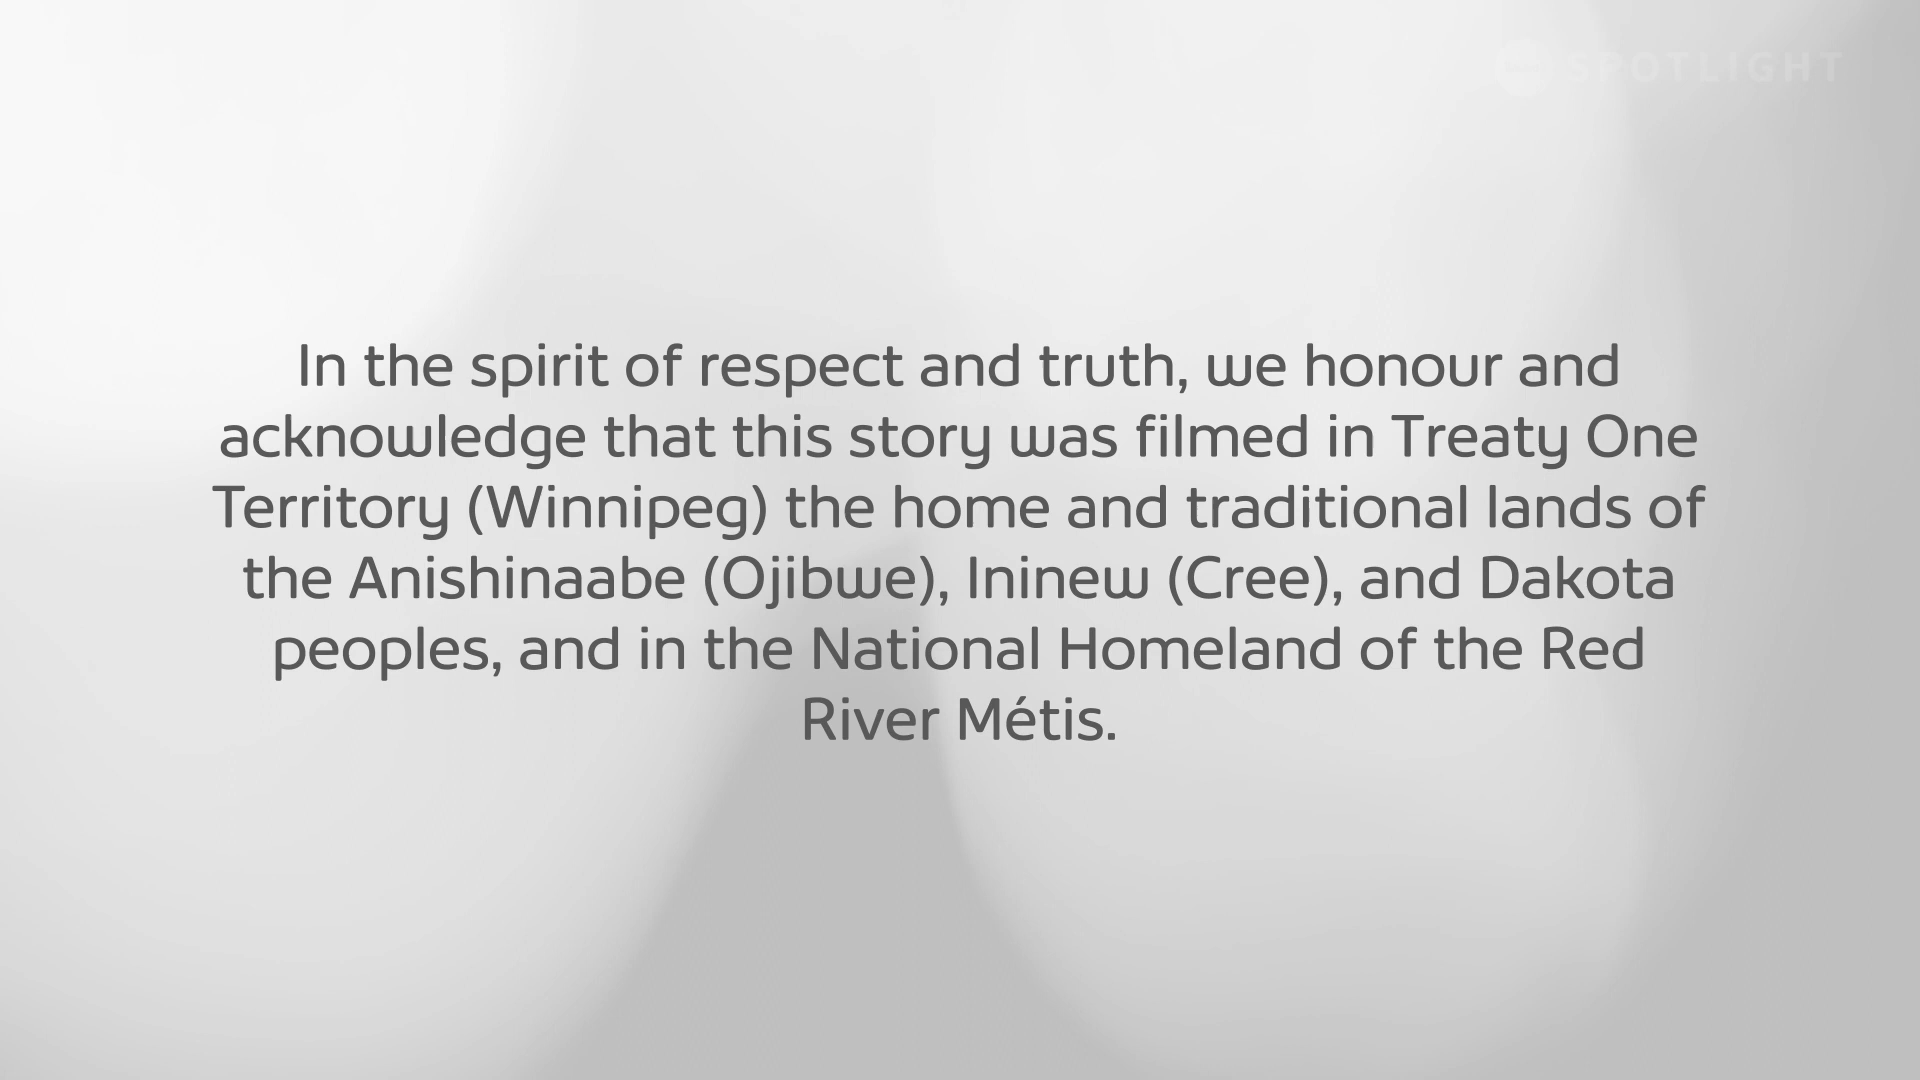 SPOTLIGHT
In the spirit of respect and truth, we honour and
acknowledge that this story was filmed in Treaty One
Territory (Winnipeg) the home and traditional lands of
the Anishinaabe (Ojibwe), Ininew (Cree), and Dakota
peoples, and in the National Homeland of the Red
River Métis.